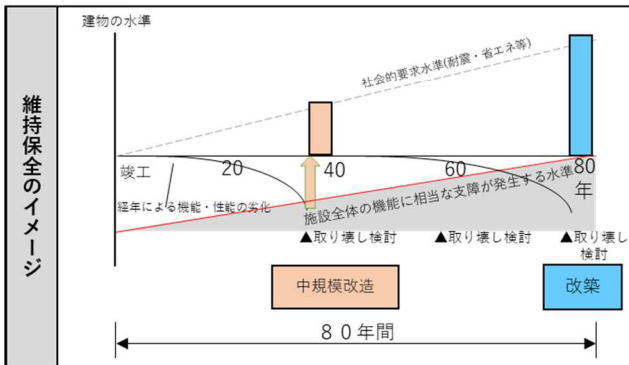 建物の水準
維持保全のイメージ
社会的要求水準(耐震・省エネ等)
竣工
20
40
60
80
年
経年による機能・性能の劣化
施設全体の機能に相当な支障が発生する水準
▲取り壊し検討
▲取り壊し検討
▲取り壊し
検討
中規模改造
改築
80年間